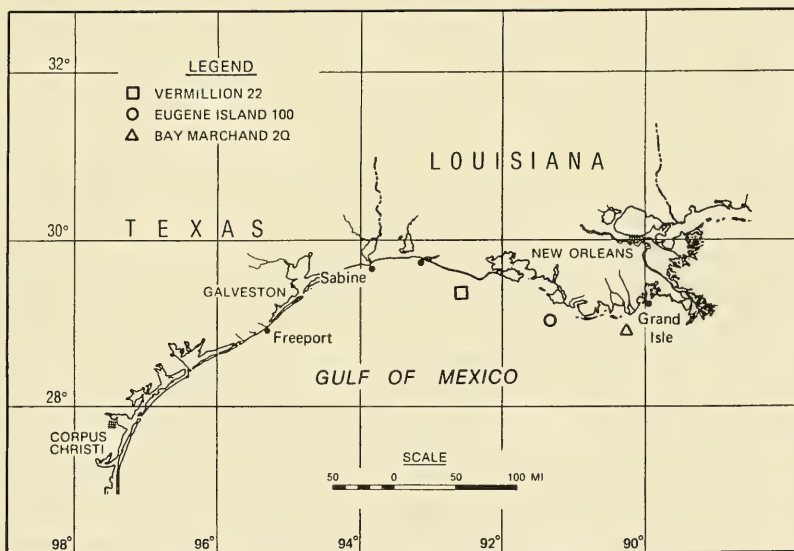 LEGEND
32°
VERMILLION 22
EUGENE ISLAND 100
BAY MARCHAND 2Q
LOUISIANA
30°
TEXAS
NEW ORLEANS
Sabine
GALVESTON
Grand
Isle
Freeport
GULF OF MEXICO
28°
CORPUS
CHRISTI
SCALE
50 0 50 100 MI
98° 96° 94° 92° 90°